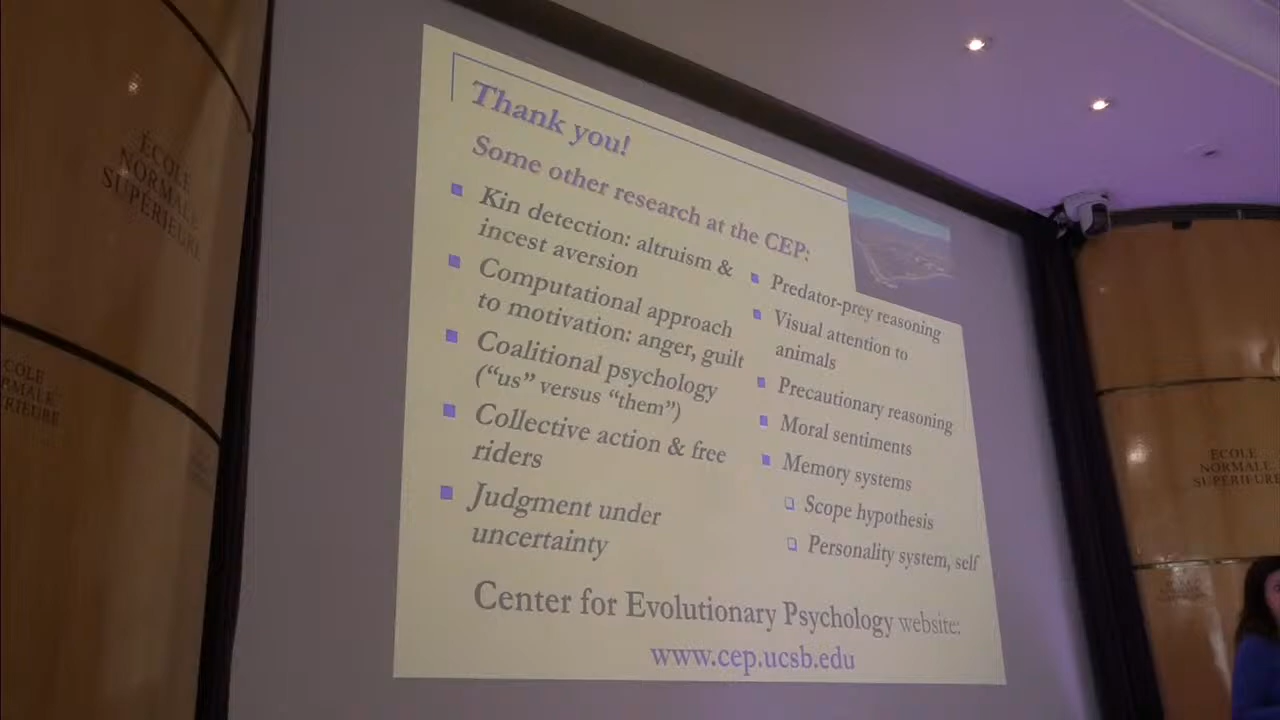 Thank you!
Some other research at the CEP:
Kin detection: altruism &
incest aversion
Computational approach
to motivation: anger, guilt
Coalitional psychology
("us" versus "them")
Collective action & free
riders
Judgment under
uncertainty
Predator-prey reasoning
Visual attention to
animals
Precautionary reasoning
Moral sentiments
Memory systems
Scope hypothesis
Personality system, self
Center for Evolutionary Psychology website:
www.cep.ucsb.edu
ÉCOLE
NORMALE
SUPÉRIEURE
ÉCOLE
NORMALE
SUPÉRIEURE